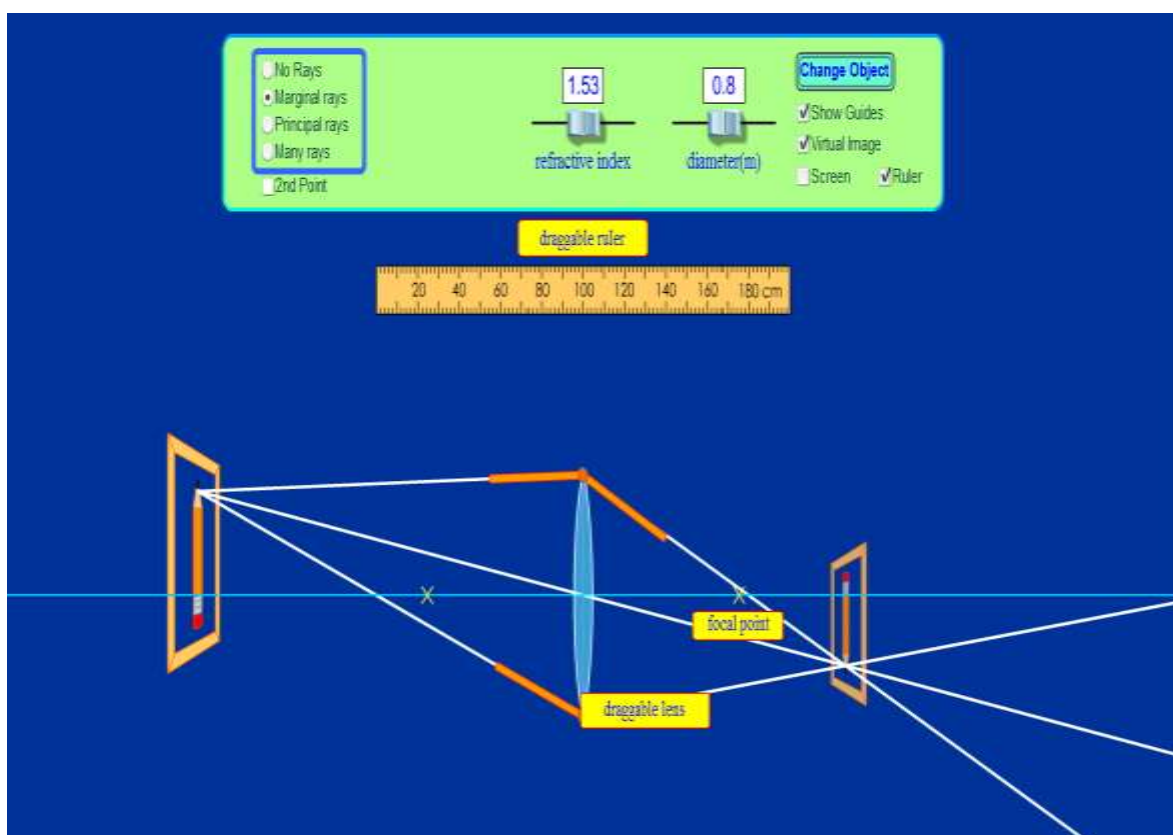 No Rays
Marginal rays
Principal rays
Many rays
2nd Point
1.53
refractive index
0.8
diameter(m)
Change Object
Show Guides
Virtual Image
Screen
Ruler
draggable ruler
20 40 60 80 100 120 140 160 180 cm
X
X
focal point
draggable lens